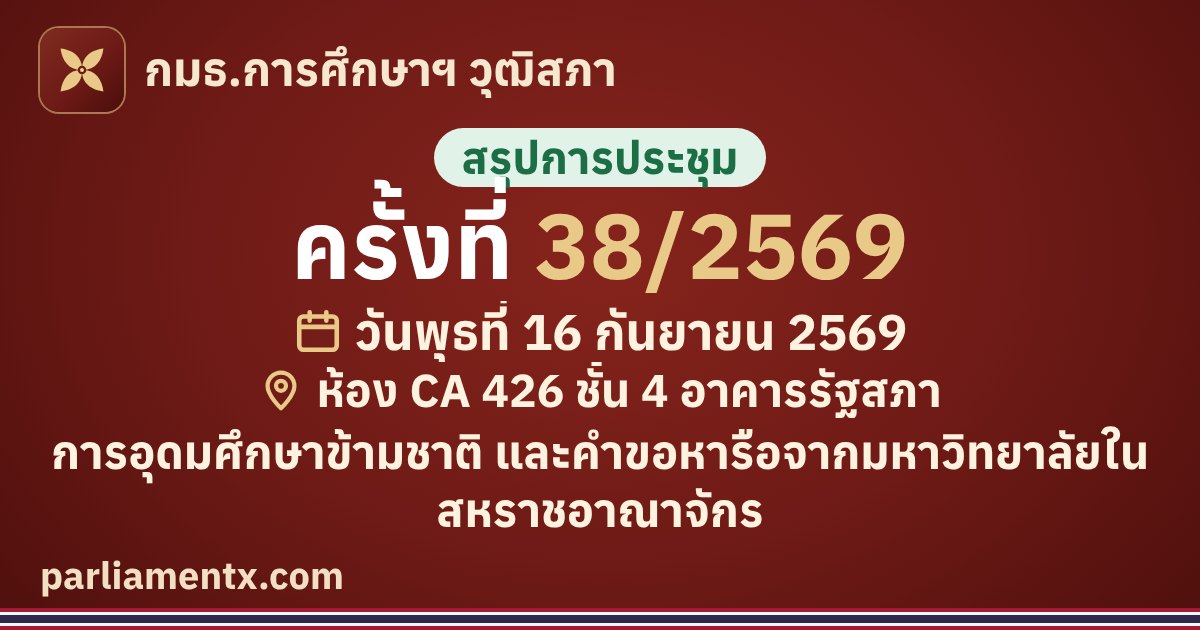 กมธ.การศึกษาฯ วุฒิสภา
สรุปการประชุม
ครั้งที่ 38/2569
วันพุธที่ 16 กันยายน 2569
ห้อง CA 426 ชั้น 4 อาคารรัฐสภา
การอุดมศึกษาข้ามชาติ และคำขอหารือจากมหาวิทยาลัยใน
สหราชอาณาจักร
parliamentx.com